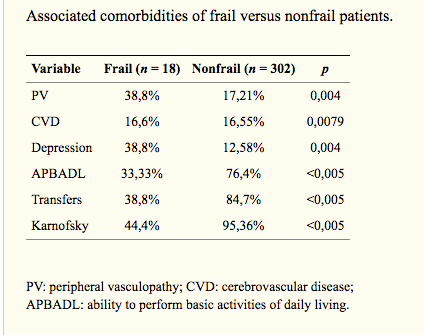 Associated comorbidities of frail versus nonfrail patients.
Variable Frail (n = 18) Nonfrail (n = 302) p
PV 38,8% 17,21% 0,004
CVD 16,6% 16,55% 0,0079
Depression 38,8% 12,58% 0,004
APBADL 33,33% 76,4% <0,005
Transfers 38,8% 84,7% <0,005
Karnofsky 44,4% 95,36% <0,005
PV: peripheral vasculopathy; CVD: cerebrovascular disease;
APBADL: ability to perform basic activities of daily living.